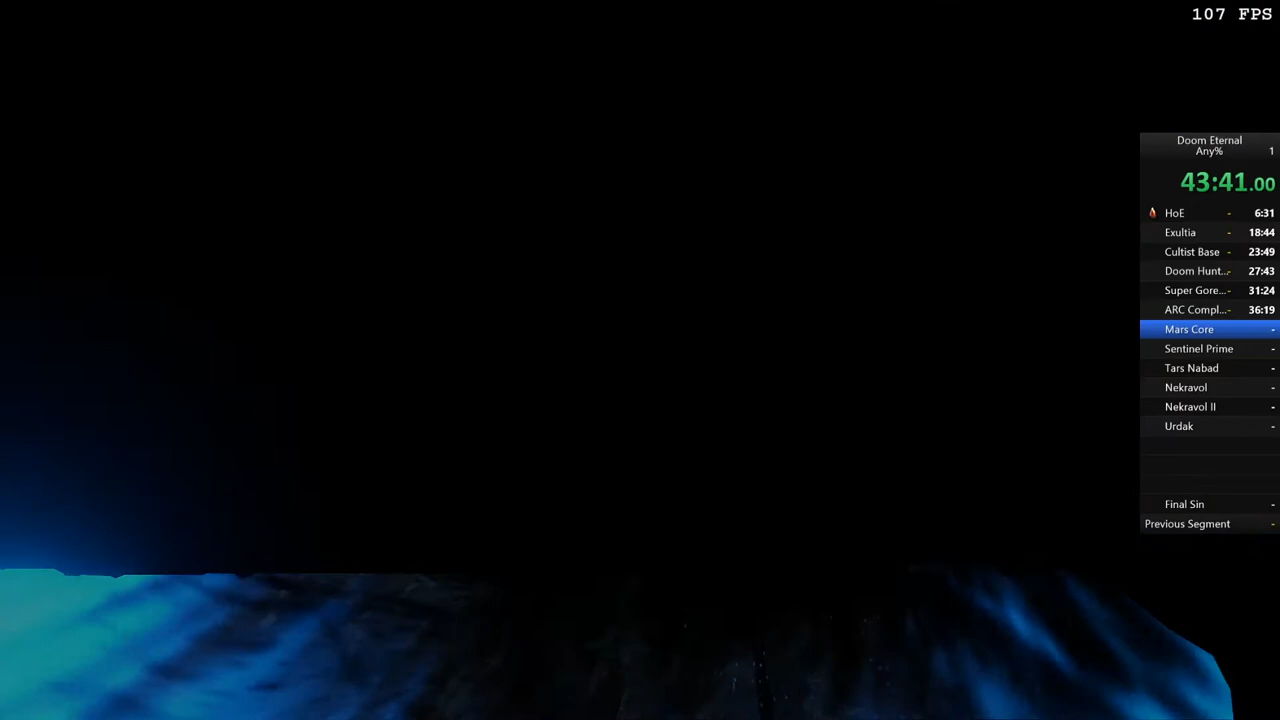 107 FPS
Doom Eternal
Any% 1
43:41.00
HoE - 6:31
Exultia - 18:44
Cultist Base - 23:49
Doom Hunt...- 27:43
Super Gore...- 31:24
ARC Compl...- 36:19
Mars Core -
Sentinel Prime -
Tars Nabad -
Nekravol -
Nekravol II -
Urdak -
Final Sin -
Previous Segment -